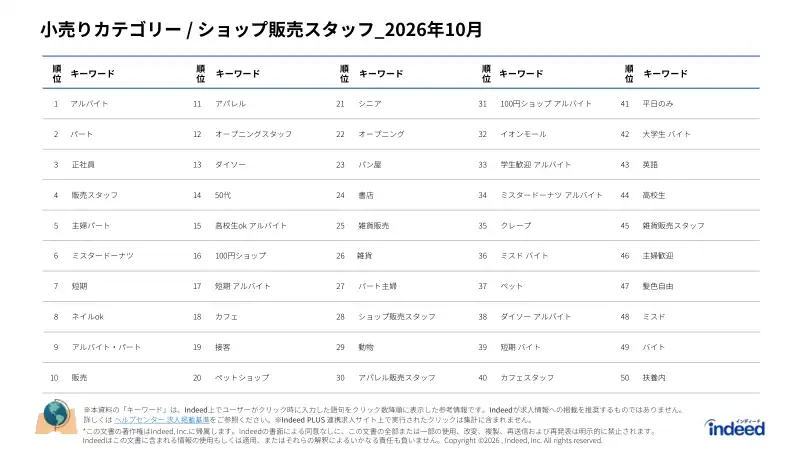 小売りカテゴリー / ショップ販売スタッフ_2026年10月
順位 キーワード 順位 キーワード 順位 キーワード 順位 キーワード 順位 キーワード
1 アルバイト 11 アパレル 21 シニア 31 100円ショップ アルバイト 41 平日のみ
2 パート 12 オープニングスタッフ 22 オープニング 32 イオンモール 42 大学生 バイト
3 正社員 13 ダイソー 23 パン屋 33 学生歓迎 アルバイト 43 英語
4 販売スタッフ 14 50代 24 書店 34 ミスタードーナツ アルバイト 44 高校生
5 主婦パート 15 高校生ok アルバイト 25 雑貨販売 35 クレープ 45 雑貨販売スタッフ
6 ミスタードーナツ 16 100円ショップ 26 雑貨 36 ミスド バイト 46 主婦歓迎
7 短期 17 短期 アルバイト 27 パート主婦 37 ペット 47 髪色自由
8 ネイルok 18 カフェ 28 ショップ販売スタッフ 38 ダイソー アルバイト 48 ミスド
9 アルバイト・パート 19 接客 29 動物 39 短期 バイト 49 バイト
10 販売 20 ペットショップ 30 アパレル販売スタッフ 40 カフェスタッフ 50 扶養内
※本資料の「キーワード」は、Indeed上でユーザーがクリック時に入力した語句をクリック数降順に表示した参考情報です。Indeedが求人情報への掲載を推奨するものではありません。
詳しくは ヘルプセンター 求人掲載基準をご参照ください。※Indeed PLUS 連携求人サイト上で実行されたクリックは集計に含まれません。
*この文書の著作権はIndeed, Inc.に帰属します。Indeedの書面による同意なしに、この文書の全部または一部の使用、改変、複製、再送信および再発表は明示的に禁止されます。
Indeedはこの文書に含まれる情報の使用もしくは適用、またはそれらの解釈によるいかなる責任も負いません。Copyright ©2026 , Indeed, Inc. All rights reserved.
インディード
indeed